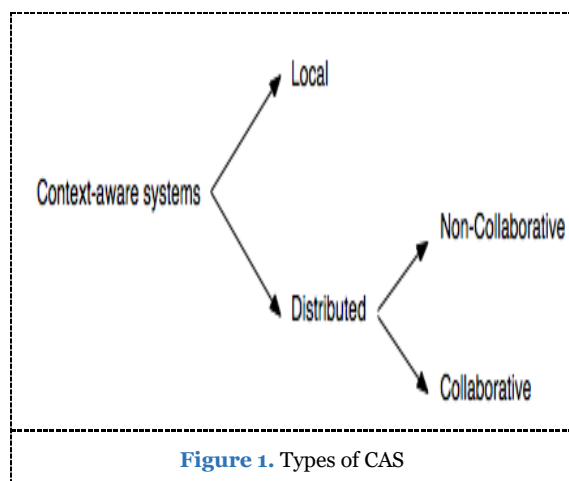 Local
Context-aware systems
Non-Collaborative
Distributed
Collaborative
Figure 1. Types of CAS